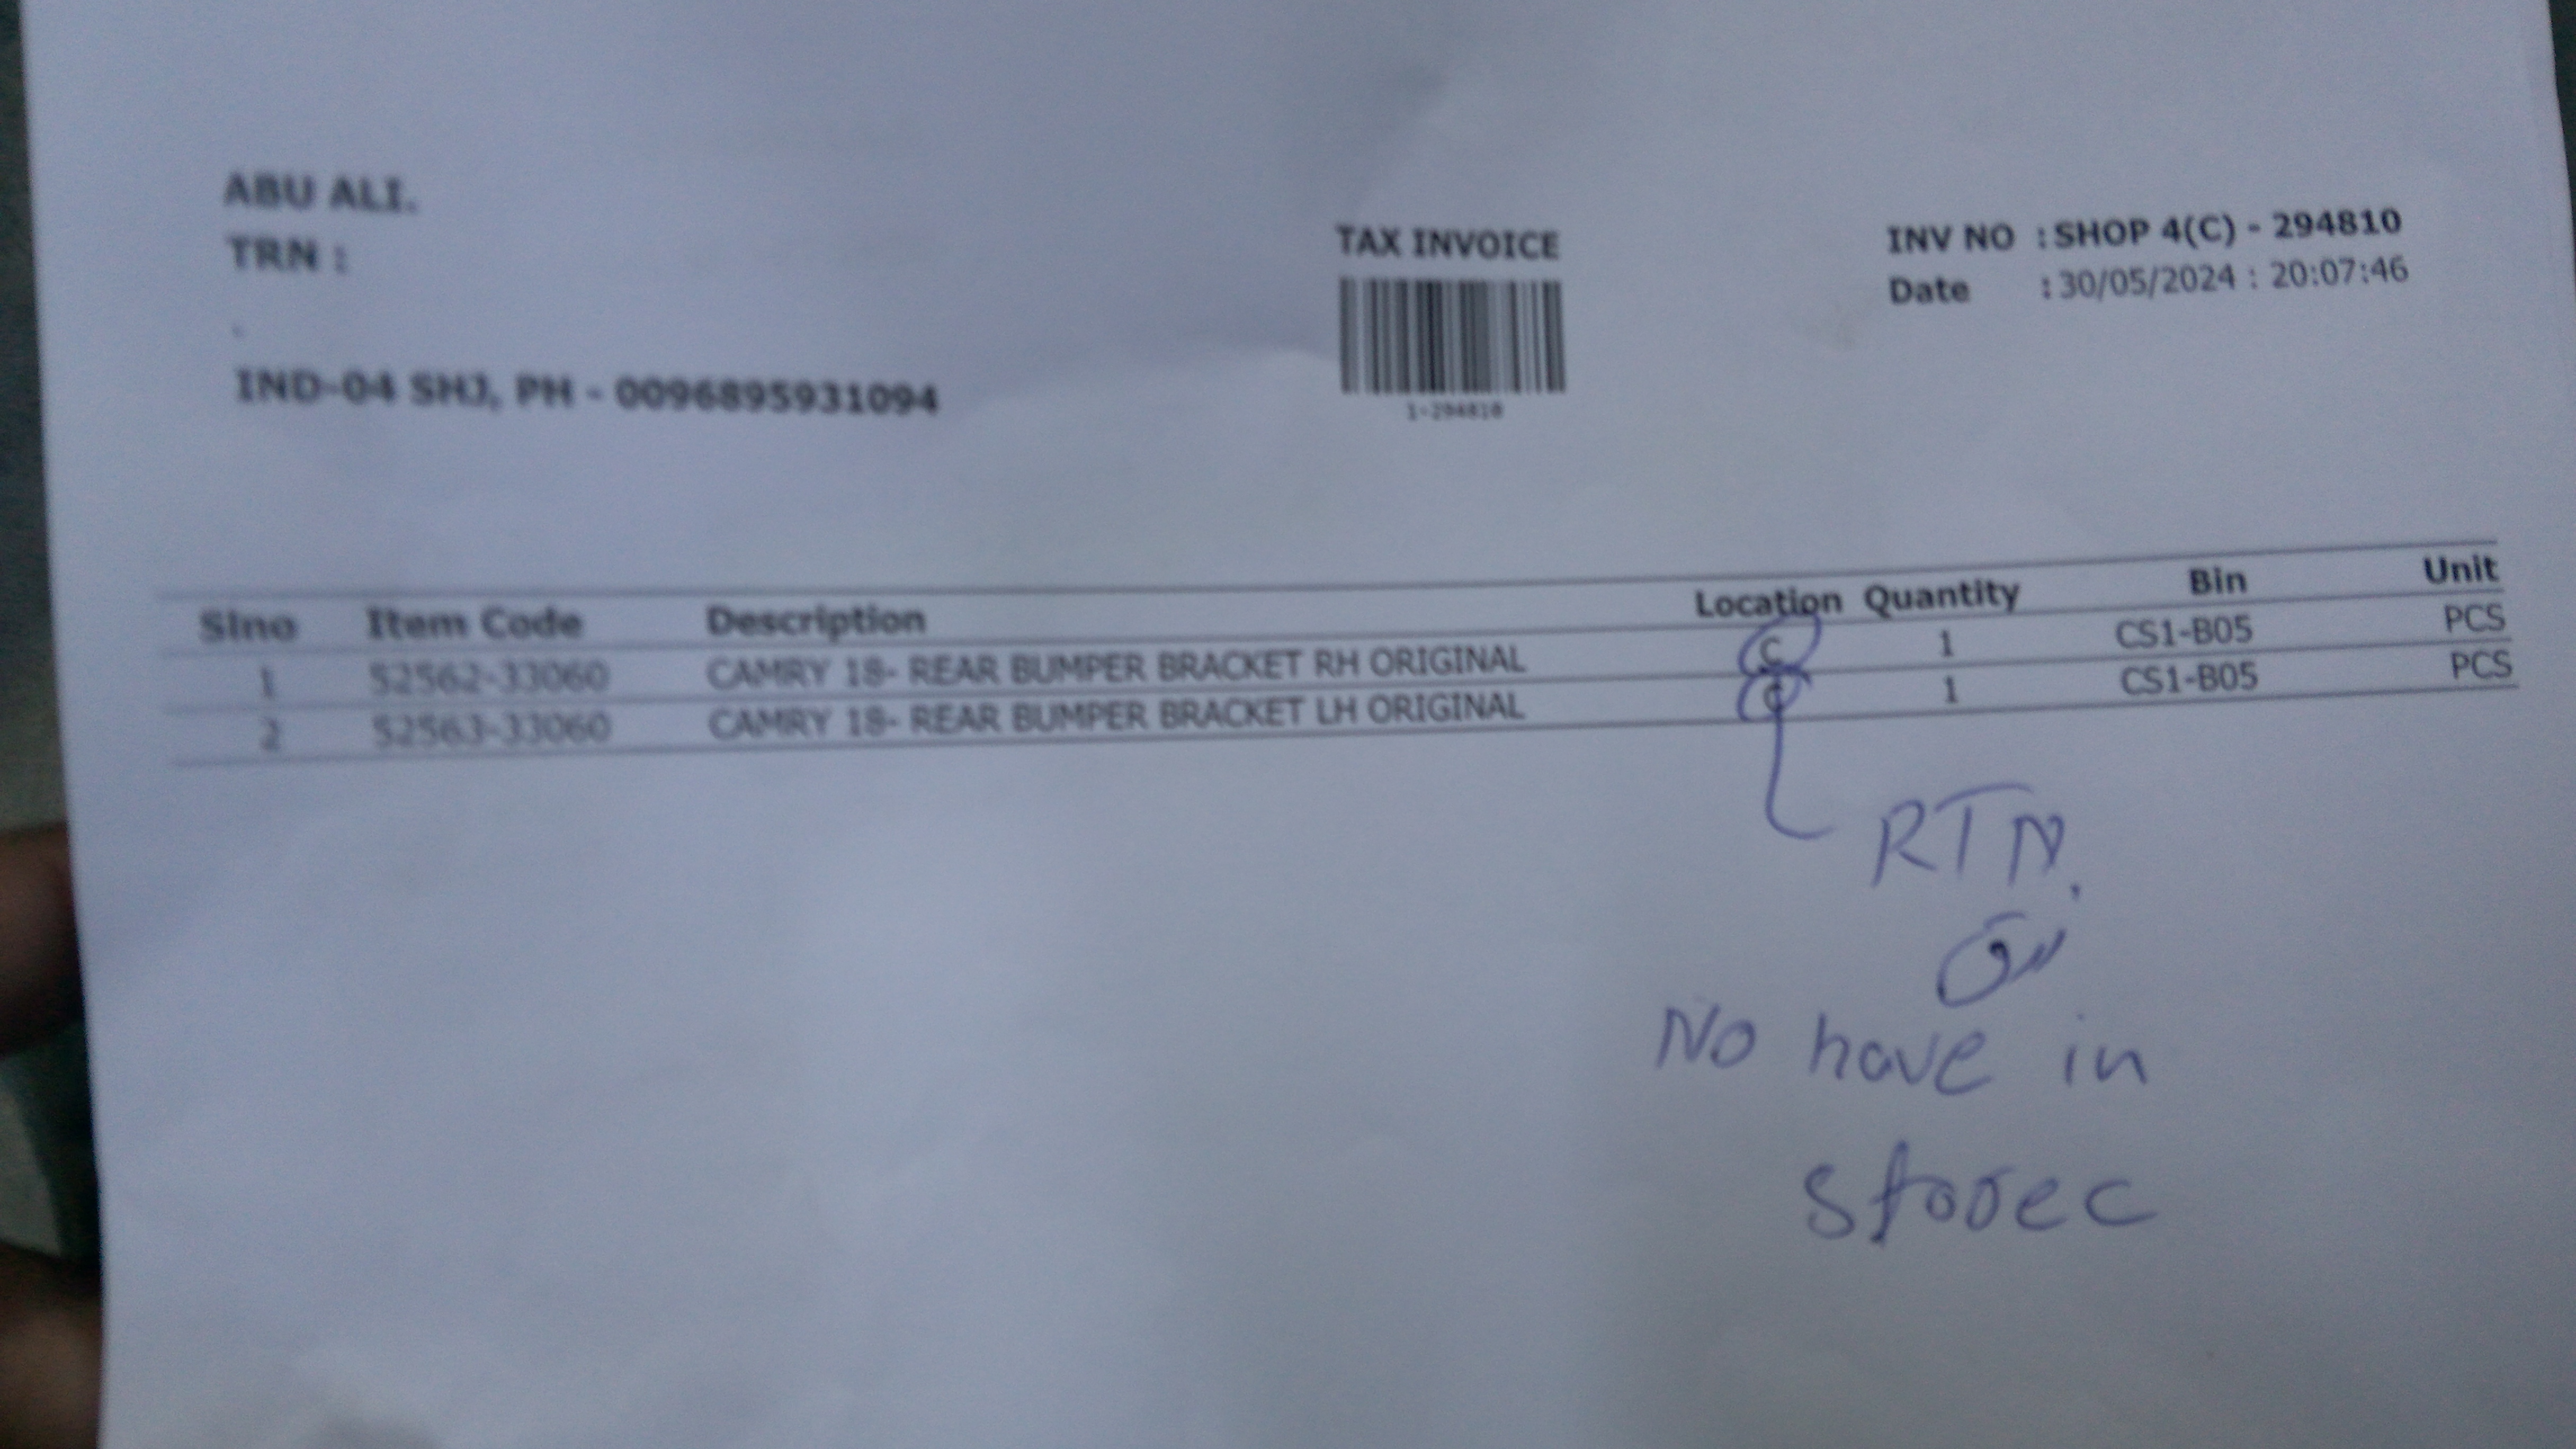 ABU ALI.
TRN :
.
IND-04 SHJ, PH - 0096895931094
TAX INVOICE
1-294810
INV NO : SHOP 4(C) - 294810
Date : 30/05/2024 : 20:07:46
Slno Item Code Description Location Quantity Bin Unit
1 52562-33060 CAMRY 18- REAR BUMPER BRACKET RH ORIGINAL C 1 CS1-B05 PCS
2 52563-33060 CAMRY 18- REAR BUMPER BRACKET LH ORIGINAL C 1 CS1-B05 PCS
RTN.
No have in